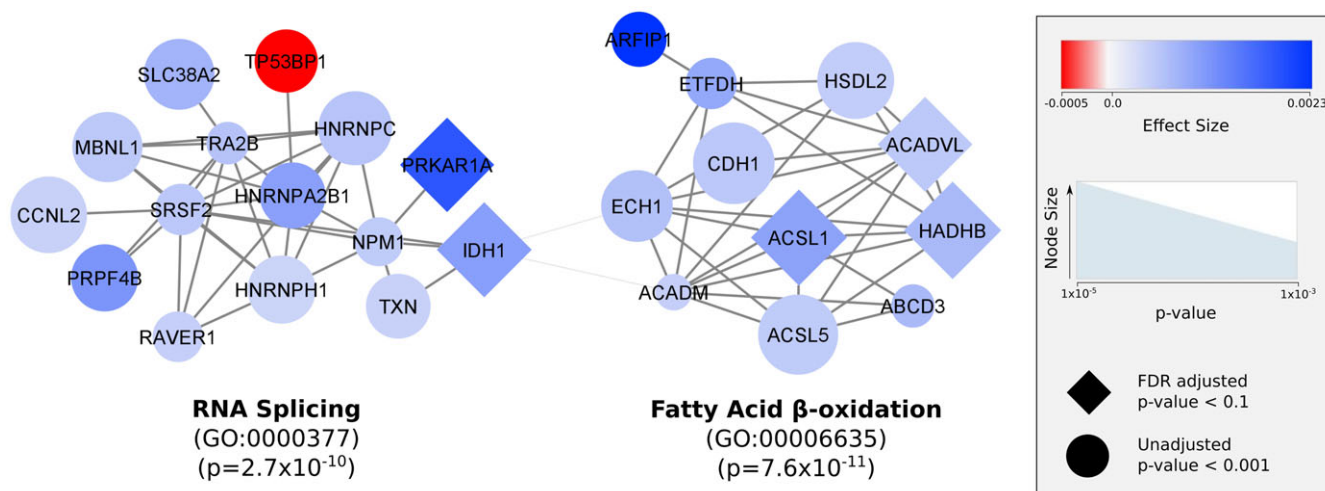 SLC38A2
TP53BP1
MBNL1
TRA2B
HNRNPC
PRKAR1A
HNRNPA2B1
CCNL2
SRSF2
NPM1
IDH1
PRPF4B
HNRNPH1
TXN
RAVER1
RNA Splicing
(GO:0000377)
(p=2.7x10⁻¹⁰)
ARFIP1
ETFDH
HSDL2
CDH1
ACADVL
ECH1
ACSL1
HADHB
ACADM
ABCD3
ACSL5
Fatty Acid β-oxidation
(GO:00006635)
(p=7.6x10⁻¹¹)
-0.0005 0.0 0.0023
Effect Size
Node Size
1x10⁻⁵ 1x10⁻³
p-value
FDR adjusted
p-value < 0.1
Unadjusted
p-value < 0.001